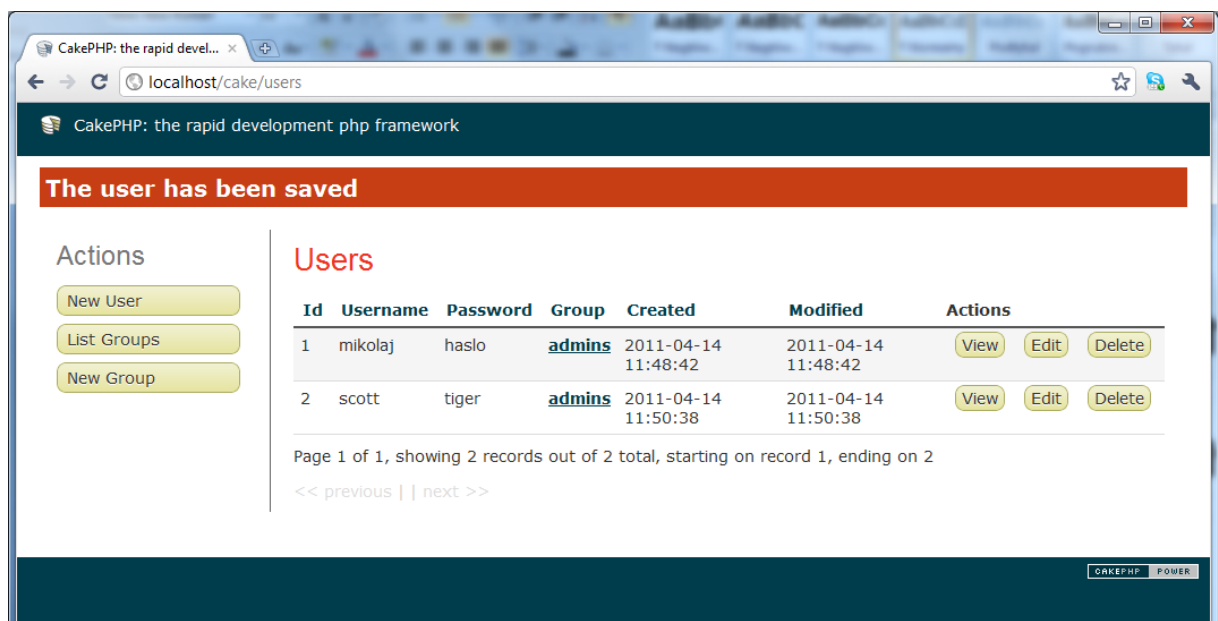 CakePHP: the rapid devel...
localhost/cake/users
CakePHP: the rapid development php framework
The user has been saved
Actions
New User
List Groups
New Group
Users
Id Username Password Group Created Modified Actions
1 mikolaj haslo admins 2011-04-14 11:48:42 2011-04-14 11:48:42 View Edit Delete
2 scott tiger admins 2011-04-14 11:50:38 2011-04-14 11:50:38 View Edit Delete
Page 1 of 1, showing 2 records out of 2 total, starting on record 1, ending on 2
<< previous | | next >>
CAKEPHP POWER